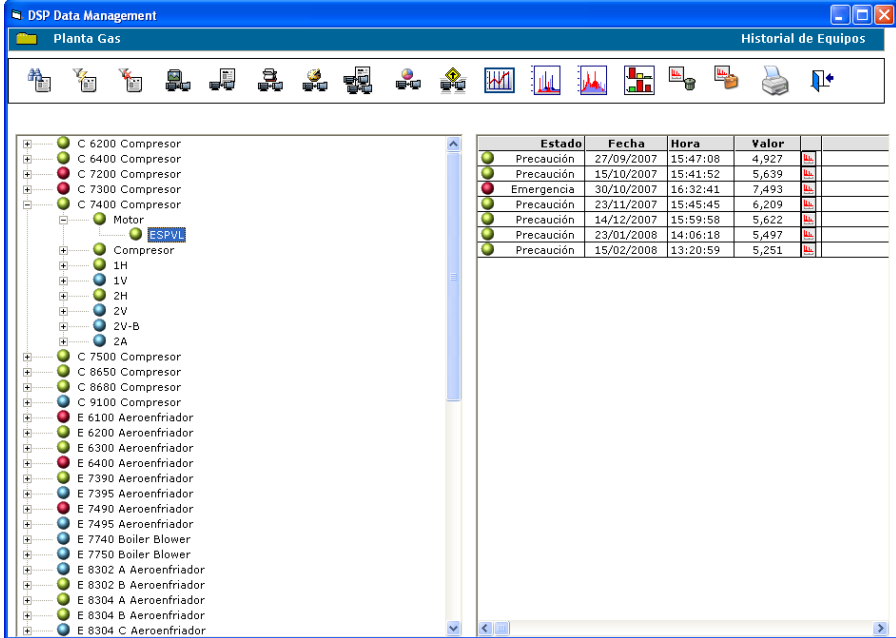 DSP Data Management
Planta Gas Historial de Equipos
C 6200 Compresor
C 6400 Compresor
C 7200 Compresor
C 7300 Compresor
C 7400 Compresor
Motor
ESPVL
Compresor
1H
1V
2H
2V
2V-B
2A
C 7500 Compresor
C 8650 Compresor
C 8680 Compresor
C 9100 Compresor
E 6100 Aeroenfriador
E 6200 Aeroenfriador
E 6300 Aeroenfriador
E 6400 Aeroenfriador
E 7390 Aeroenfriador
E 7395 Aeroenfriador
E 7490 Aeroenfriador
E 7495 Aeroenfriador
E 7740 Boiler Blower
E 7750 Boiler Blower
E 8302 A Aeroenfriador
E 8302 B Aeroenfriador
E 8304 A Aeroenfriador
E 8304 B Aeroenfriador
E 8304 C Aeroenfriador
Estado Fecha Hora Valor
Precaución 27/09/2007 15:47:08 4,927
Precaución 15/10/2007 15:41:52 5,639
Emergencia 30/10/2007 16:32:41 7,493
Precaución 23/11/2007 15:45:45 6,209
Precaución 14/12/2007 15:59:58 5,622
Precaución 23/01/2008 14:06:18 5,497
Precaución 15/02/2008 13:20:59 5,251